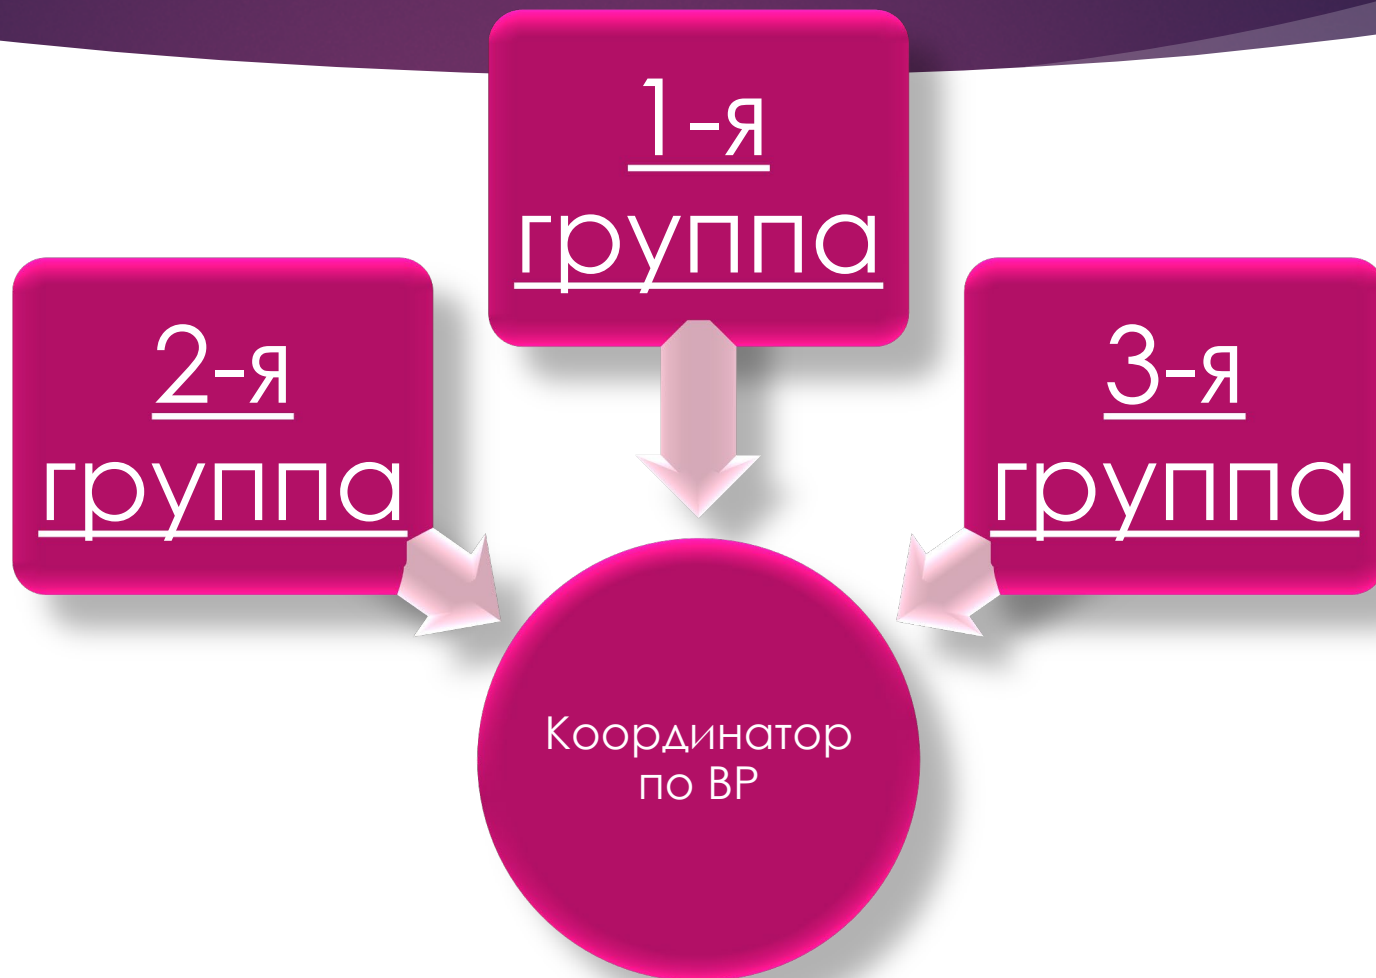 1-я
группа
2-я
группа
3-я
группа
Координатор
по ВР